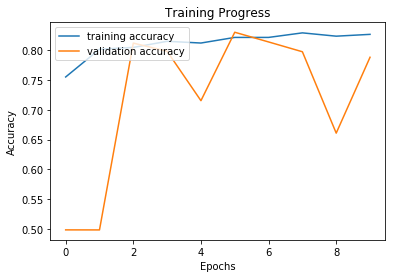 Training Progress
training accuracy
validation accuracy
0.80
0.75
0.70
0.65
0.60
0.55
0.50
Accuracy
0 2 4 6 8
Epochs